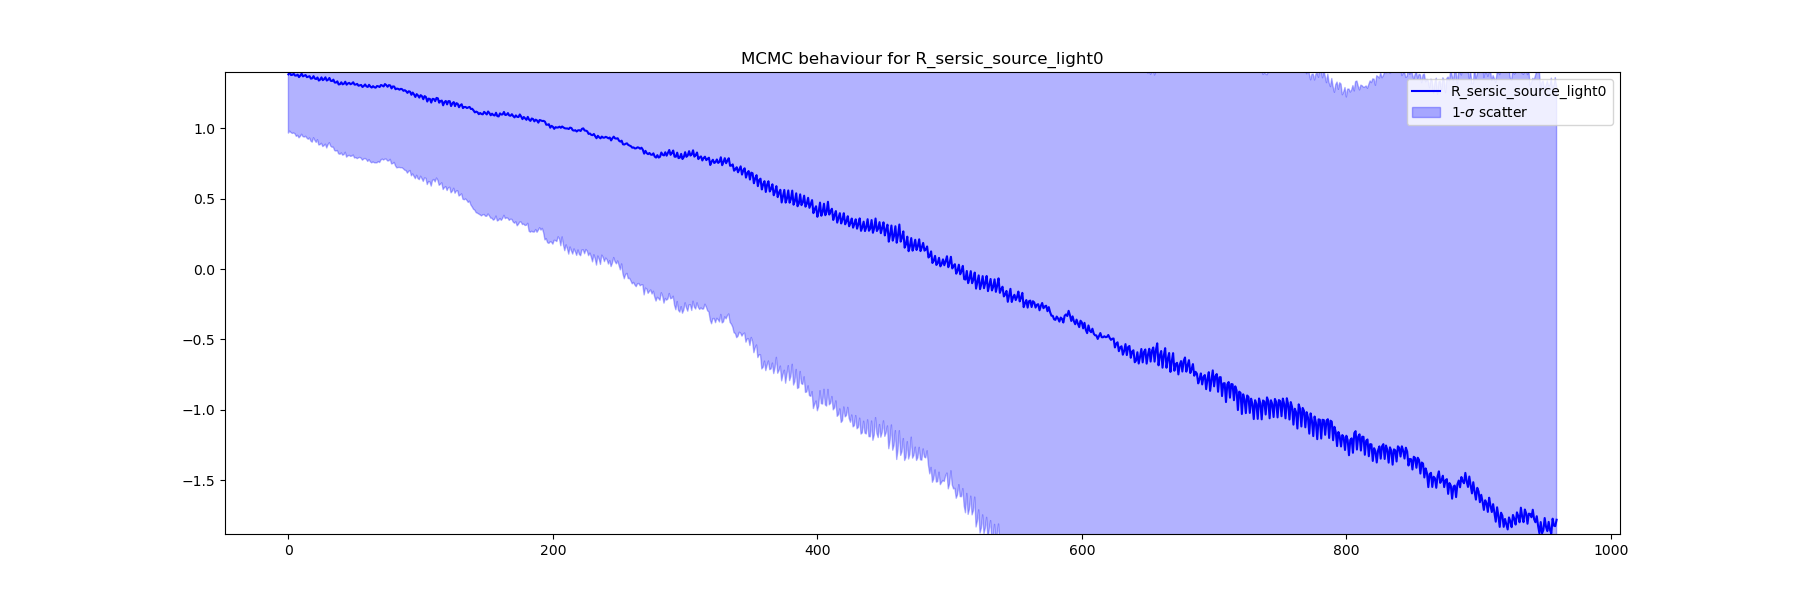 MCMC behaviour for R_sersic_source_light0
R_sersic_source_light0
1-σ scatter
1.0
0.5
0.0
−0.5
−1.0
−1.5
0 200 400 600 800 1000